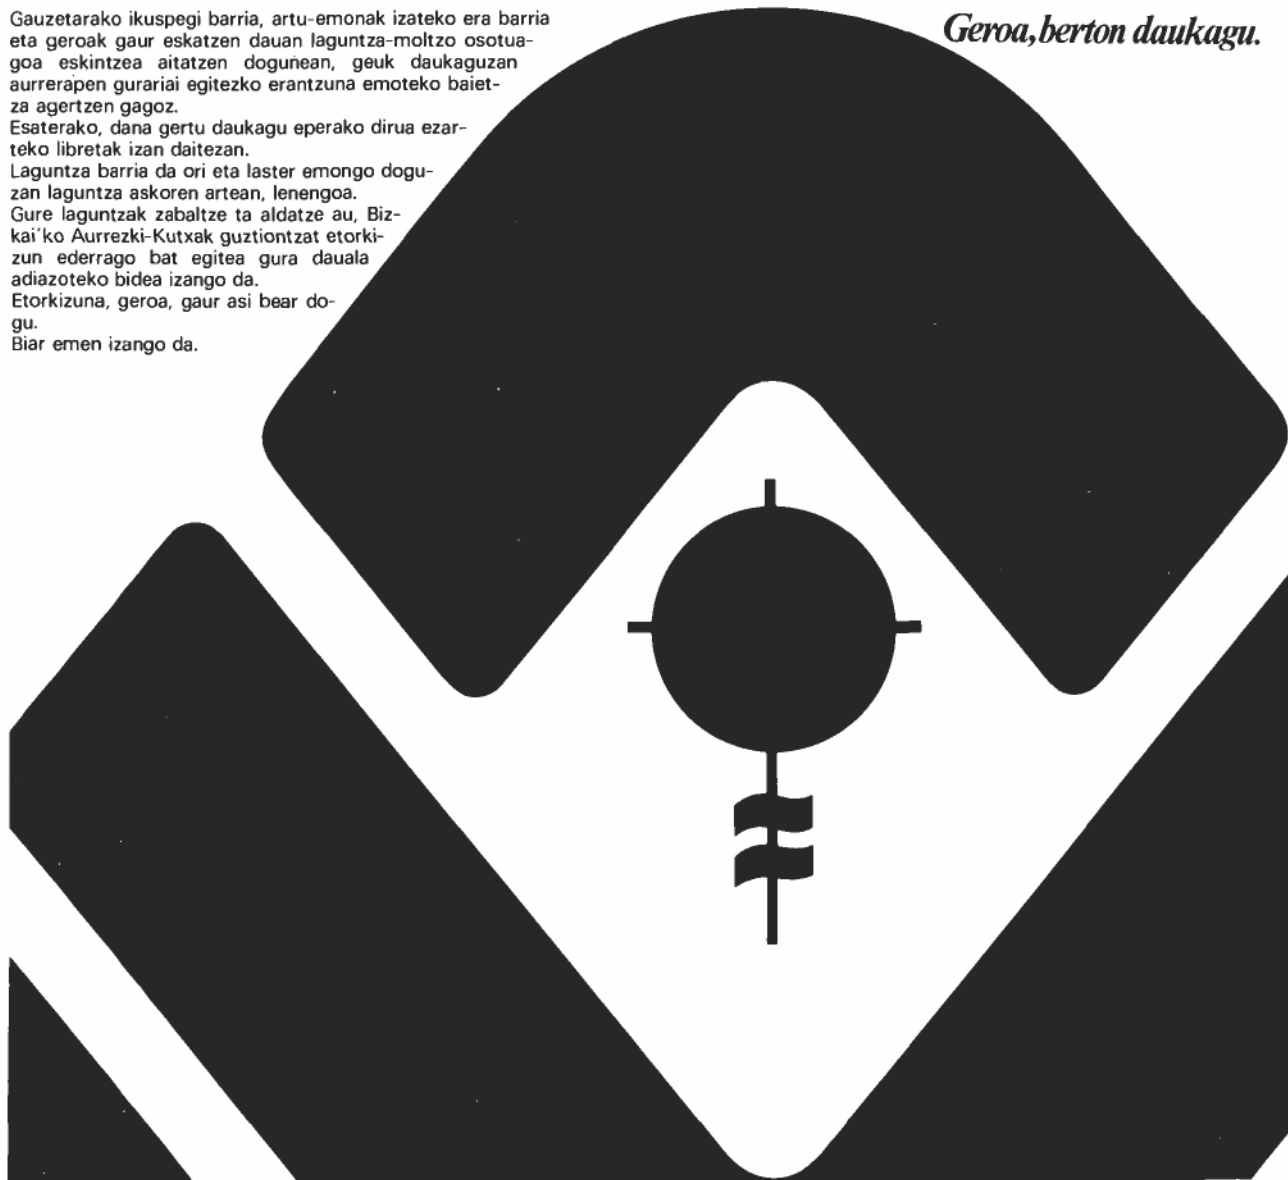 Gauzetarako ikuspegi barria, artu-emonak izateko era barria
eta geroak gaur eskatzen dauan laguntza-moltzo osotua-
goa eskintzea aitatzen dogunean, geuk daukaguzan
aurrerapen gurariai egitezko erantzuna emoteko baiet-
za agertzen gagoz.
Esaterako, dana gertu daukagu eperako dirua ezar-
teko libretak izan daitezan.
Laguntza barria da ori eta laster emongo dogu-
zan laguntza askoren artean, lenengoa.
Gure laguntzak zabaltze ta aldatze au, Biz-
kai'ko Aurrezki-Kutxak guztiontzat etorki-
zun ederrago bat egitea gura dauala
adiazoteko bidea izango da.
Etorkizuna, geroa, gaur asi bear do-
gu.
Biar emen izango da.
Geroa, berton daukagu.